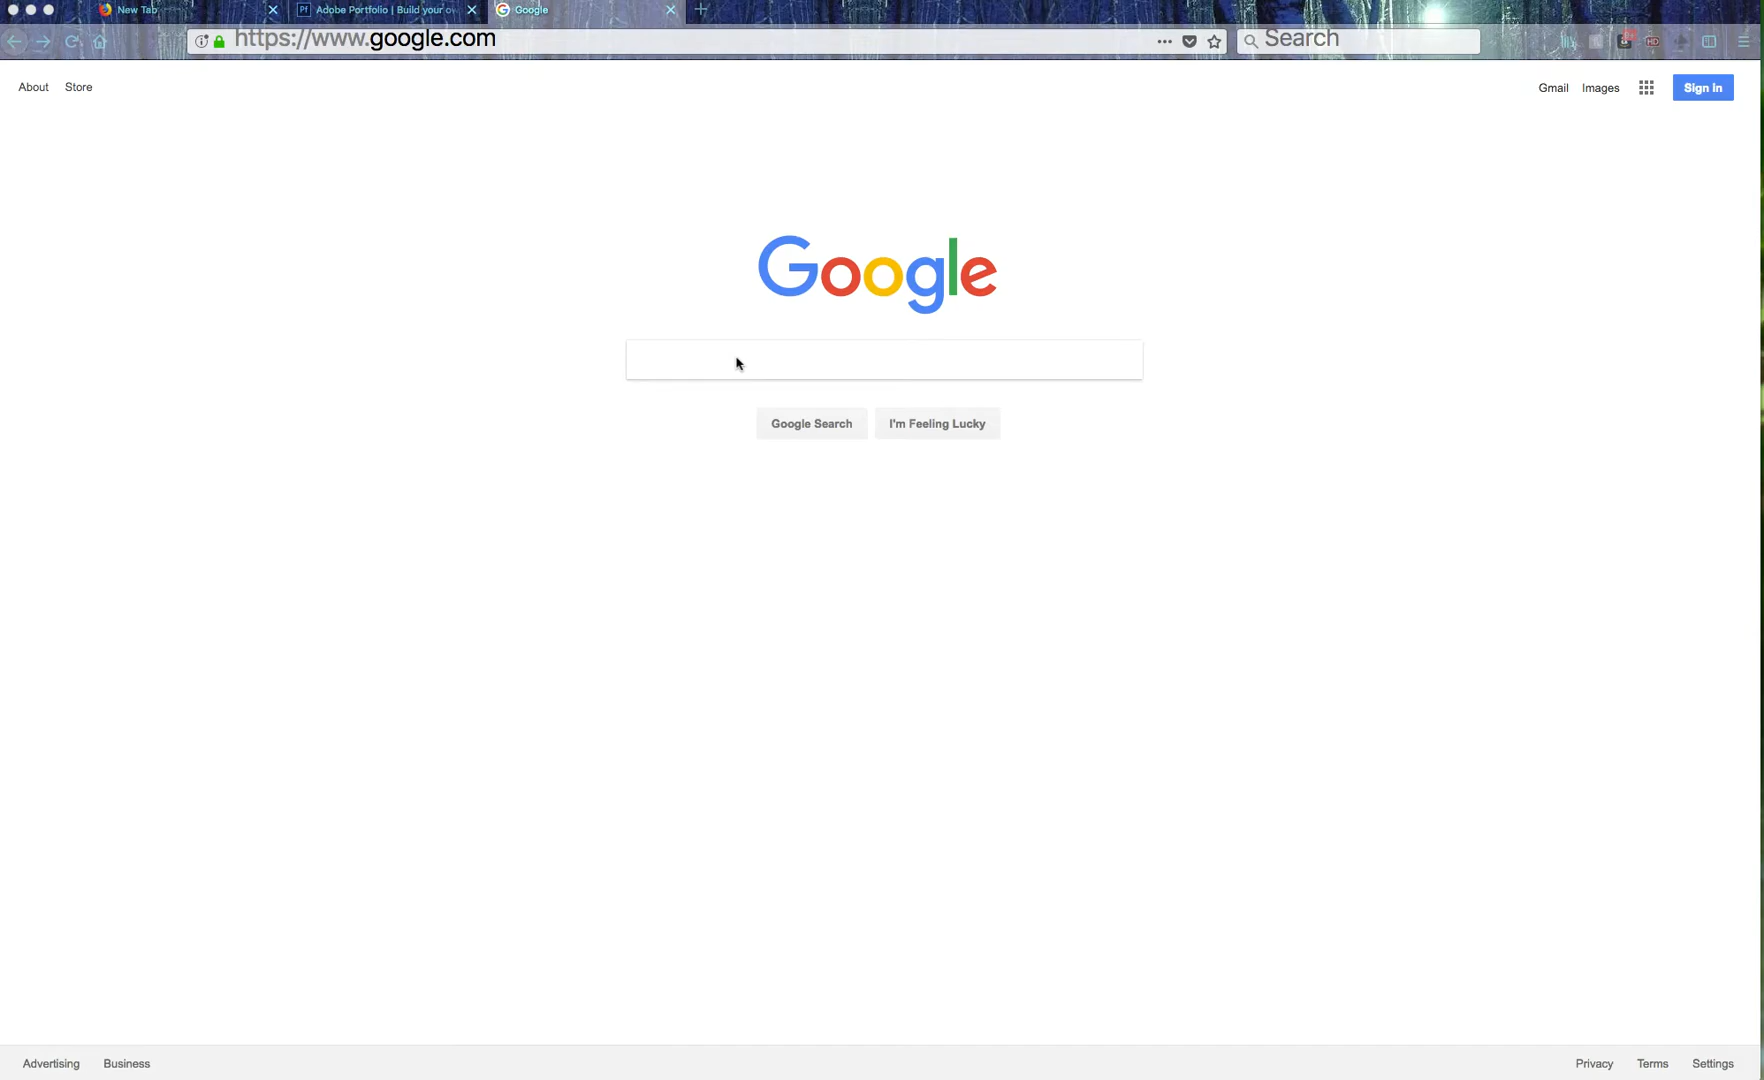 New Tab
Adobe Portfolio | Build your ow
Google
https://www.google.com
Search
About Store
Gmail Images Sign in
Google
Google Search I'm Feeling Lucky
Advertising Business
Privacy Terms Settings